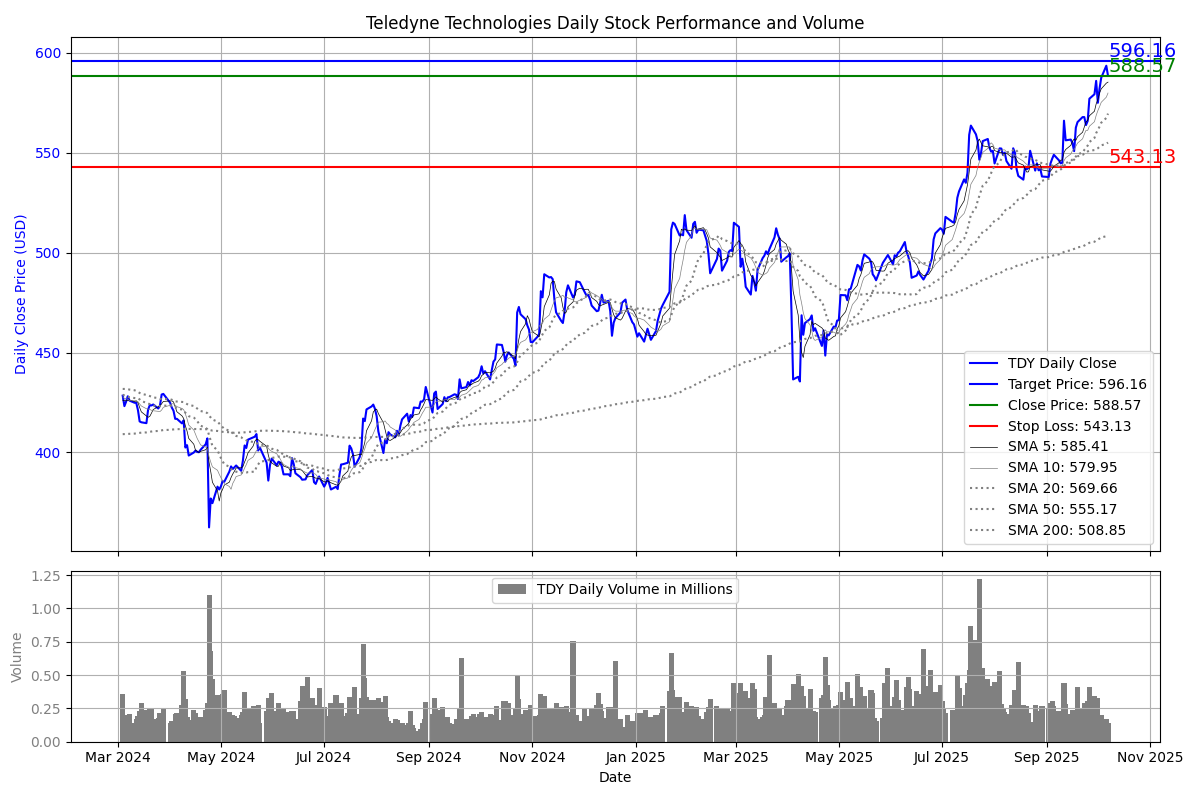 Teledyne Technologies Daily Stock Performance and Volume
600
550
500
450
400
Daily Close Price (USD)
596.16
588.57
543.13
TDY Daily Close
Target Price: 596.16
Close Price: 588.57
Stop Loss: 543.13
SMA 5: 585.41
SMA 10: 579.95
SMA 20: 569.66
SMA 50: 555.17
SMA 200: 508.85
1.25
1.00
0.75
0.50
0.25
0.00
Volume
TDY Daily Volume in Millions
Mar 2024 May 2024 Jul 2024 Sep 2024 Nov 2024 Jan 2025 Mar 2025 May 2025 Jul 2025 Sep 2025 Nov 2025
Date